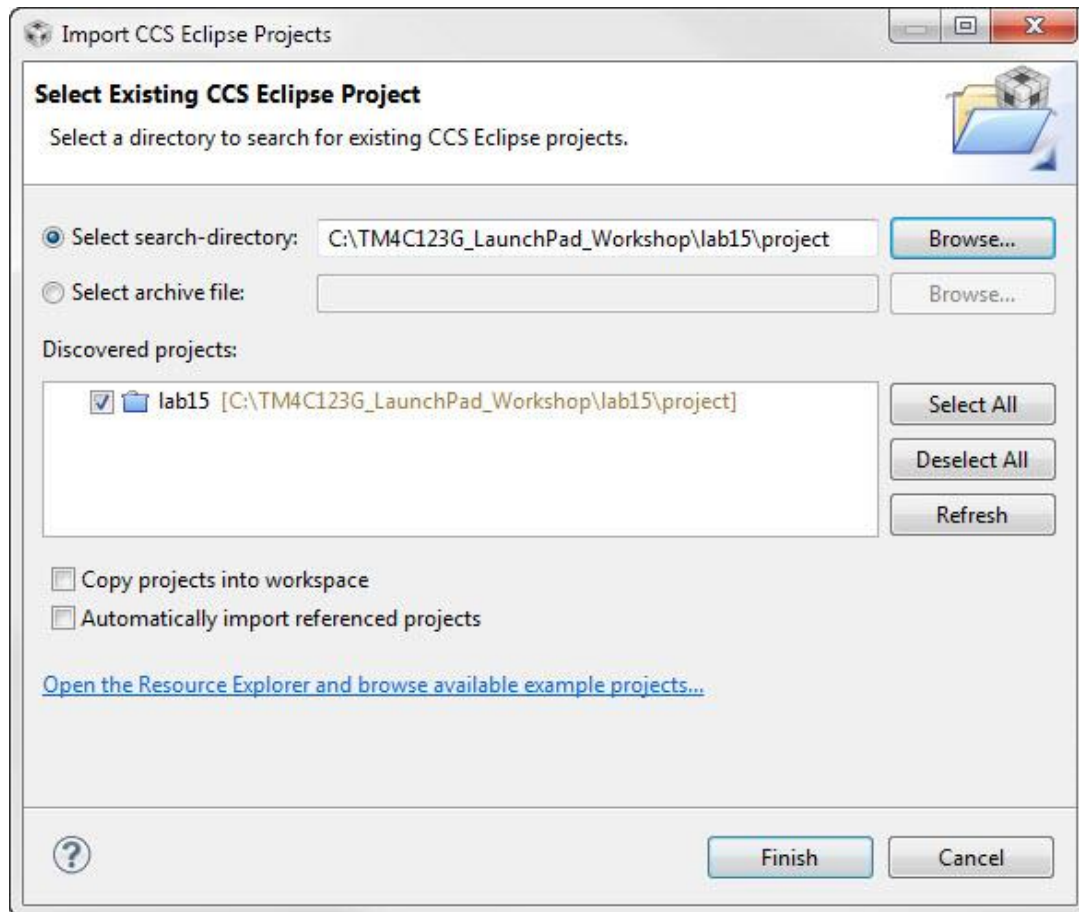 Import CCS Eclipse Projects
Select Existing CCS Eclipse Project
Select a directory to search for existing CCS Eclipse projects.
Select search-directory: C:\TM4C123G_LaunchPad_Workshop\lab15\project Browse...
Select archive file: Browse...
Discovered projects:
lab15 [C:\TM4C123G_LaunchPad_Workshop\lab15\project] Select All
Deselect All
Refresh
Copy projects into workspace
Automatically import referenced projects
Open the Resource Explorer and browse available example projects...
? Finish Cancel